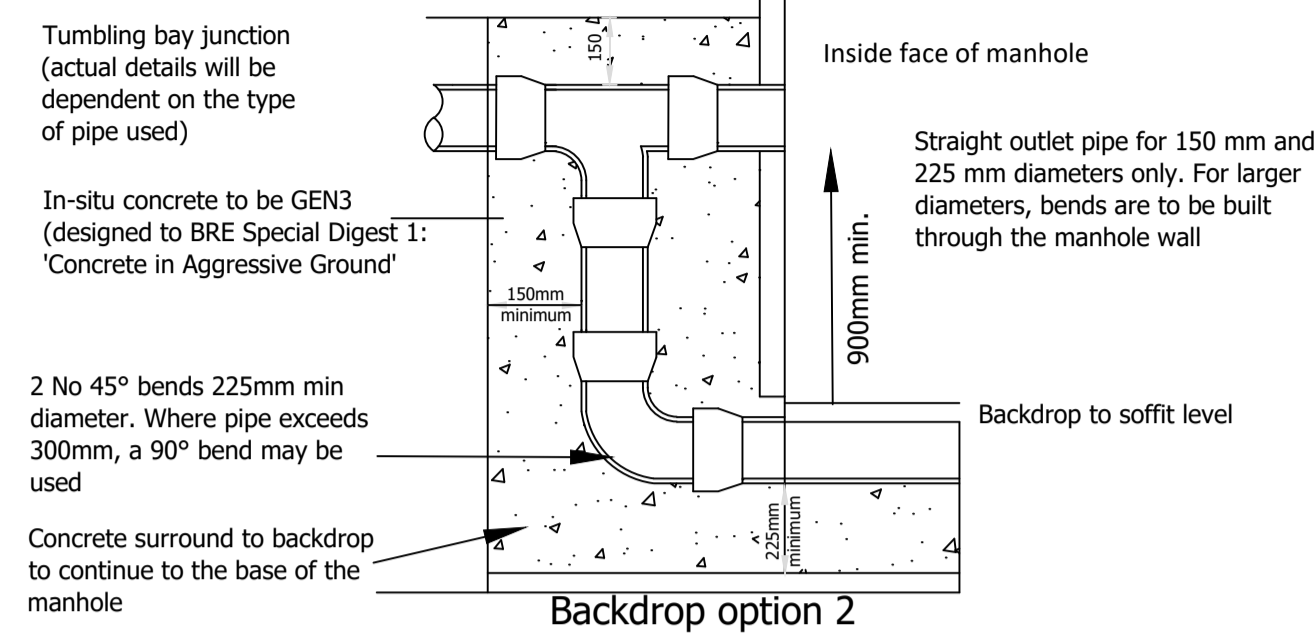 Tumbling bay junction
(actual details will be
dependent on the type
of pipe used)
150
Inside face of manhole
Straight outlet pipe for 150 mm and
225 mm diameters only. For larger
diameters, bends are to be built
through the manhole wall
In-situ concrete to be GEN3
(designed to BRE Special Digest 1:
'Concrete in Aggressive Ground'
150mm
minimum
900mm min.
2 No 45° bends 225mm min
diameter. Where pipe exceeds
300mm, a 90° bend may be
used
Backdrop to soffit level
Concrete surround to backdrop
to continue to the base of the
manhole
225mm
minimum
Backdrop option 2